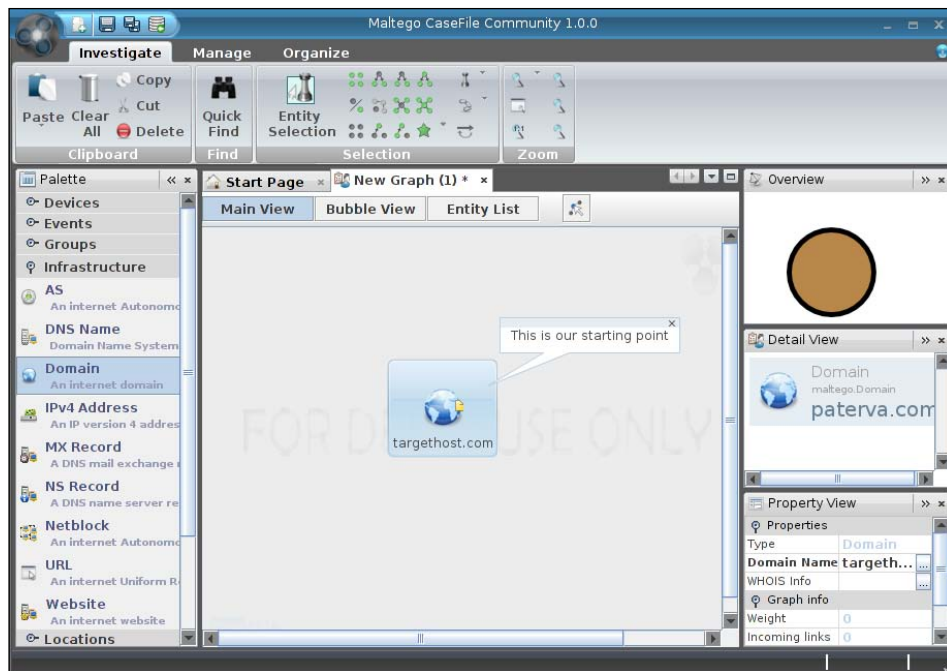 Maltego CaseFile Community 1.0.0
Investigate Manage Organize
Paste
Clear All
Copy
Cut
Delete
Clipboard
Quick Find
Find
Entity Selection
Selection
Zoom
Palette
Devices
Events
Groups
Infrastructure
AS
An internet Autonomo
DNS Name
Domain Name System
Domain
An internet domain
IPv4 Address
An IP version 4 addres
MX Record
A DNS mail exchange
NS Record
A DNS name server re
Netblock
An internet Autonomo
URL
An internet Uniform R
Website
An internet website
Locations
Start Page
New Graph (1) *
Main View Bubble View Entity List
This is our starting point
targethost.com
FOR DEMO USE ONLY
Overview
Detail View
Domain
maltego.Domain
paterva.com
Property View
Properties
Type Domain
Domain Name targeth...
WHOIS Info
Graph info
Weight 0
Incoming links 0